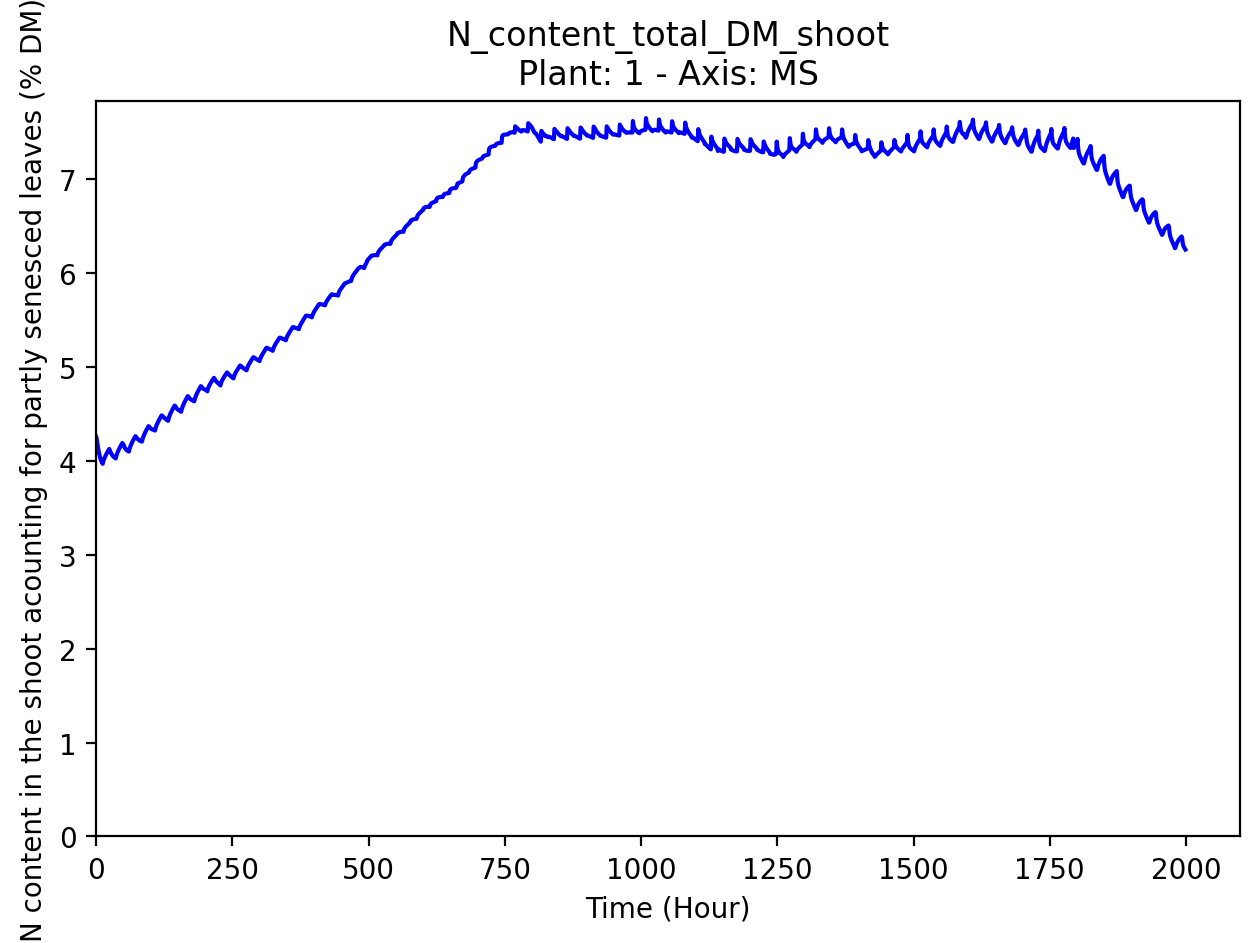 N_content_total_DM_shoot
Plant: 1 - Axis: MS
N content in the shoot acounting for partly senesced leaves (% DM)
7
6
5
4
3
2
1
0
0 250 500 750 1000 1250 1500 1750 2000
Time (Hour)